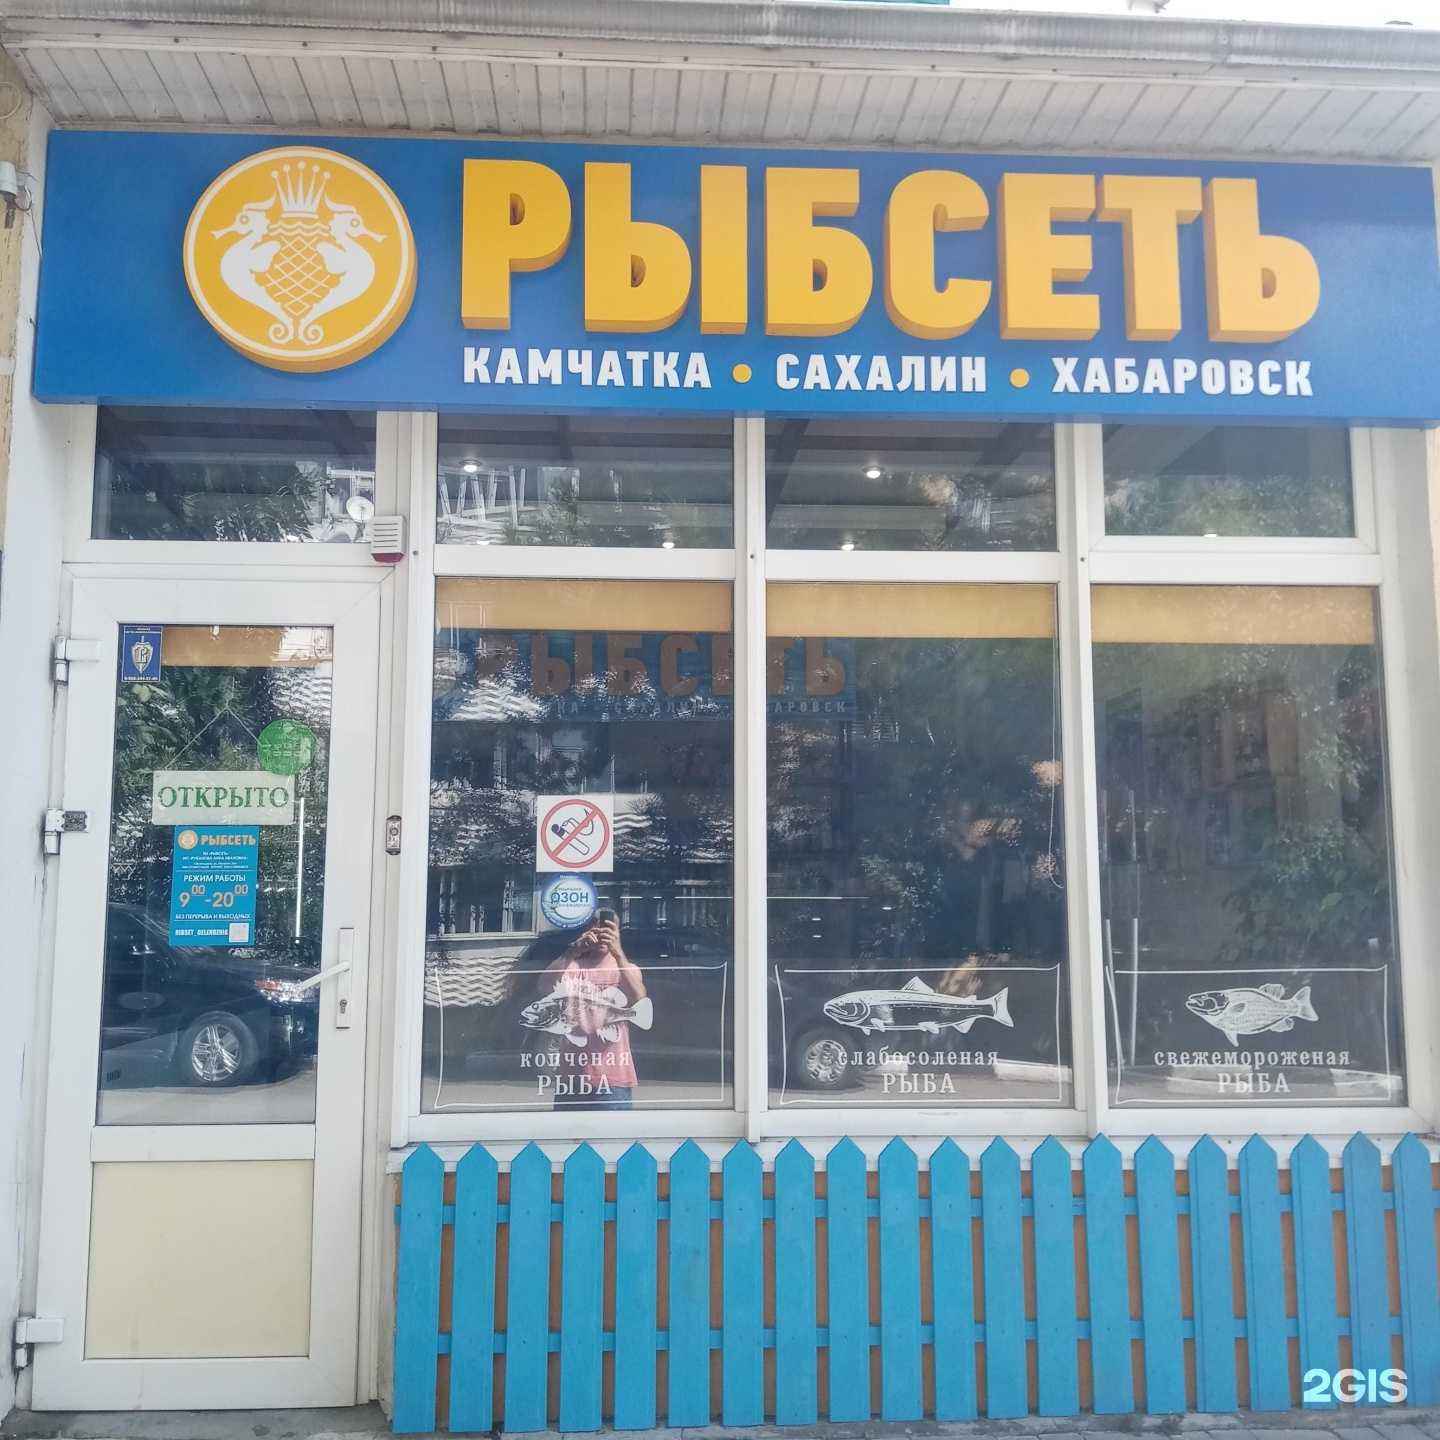 РЫБСЕТЬ
КАМЧАТКА • САХАЛИН • ХАБАРОВСК
ОТКРЫТО
РЫБСЕТЬ
РЕЖИМ РАБОТЫ
9 00 -20 00
БЕЗ ПЕРЕРЫВА И ВЫХОДНЫХ
ОЗОН
копченая
РЫБА
слабосоленая
РЫБА
свежемороженая
РЫБА
2GIS